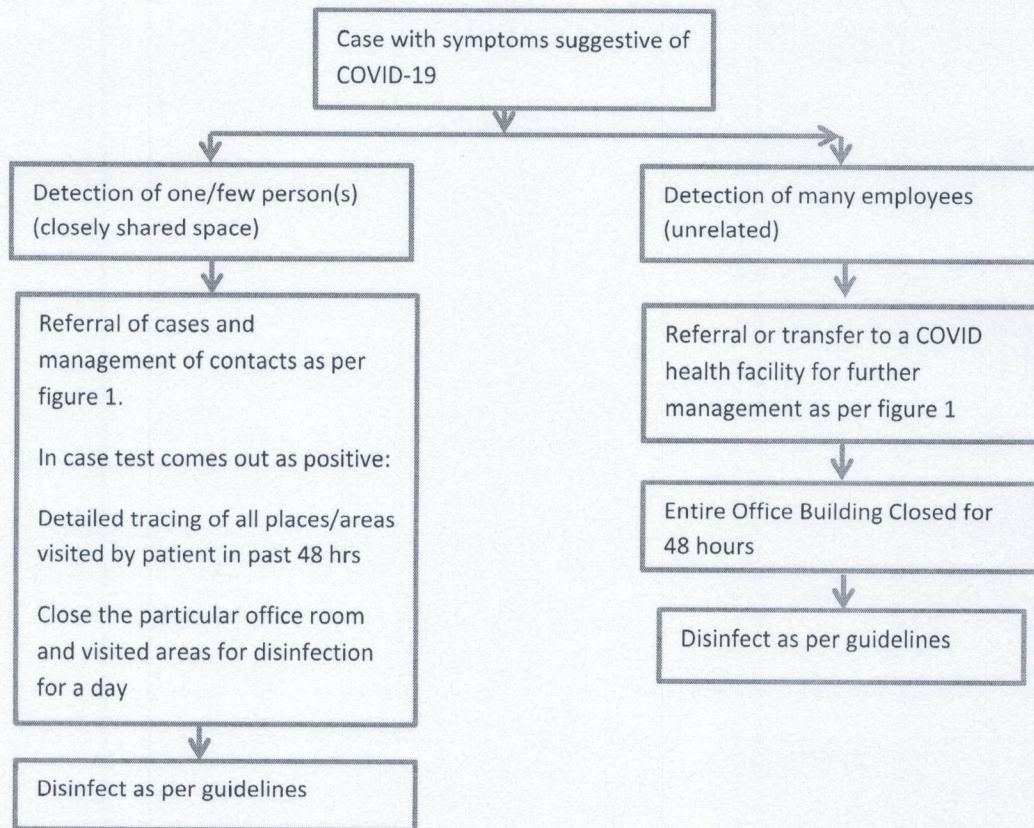 Case with symptoms suggestive of
COVID-19
Detection of one/few person(s)
(closely shared space)
Referral of cases and
management of contacts as per
figure 1.
In case test comes out as positive:
Detailed tracing of all places/areas
visited by patient in past 48 hrs
Close the particular office room
and visited areas for disinfection
for a day
Disinfect as per guidelines
Detection of many employees
(unrelated)
Referral or transfer to a COVID
health facility for further
management as per figure 1
Entire Office Building Closed for
48 hours
Disinfect as per guidelines